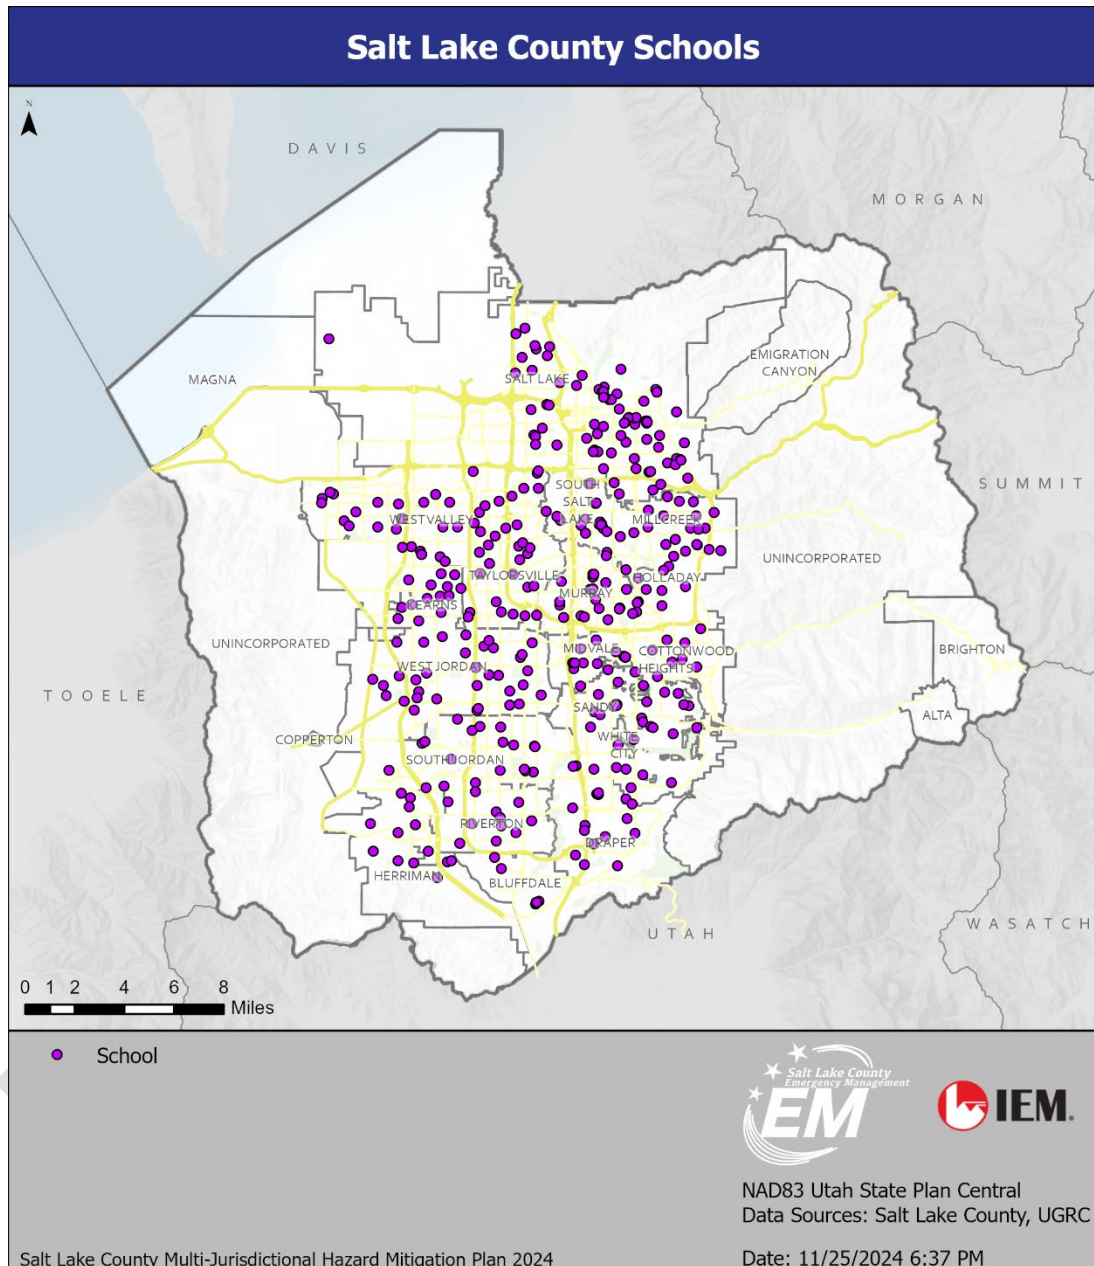 Salt Lake County Schools
N
DAVIS
MORGAN
EMIGRATION
CANYON
MAGNA
SALT LAKE
SUMMIT
SOUTH
SALT
LAKE
WEST VALLEY
MILLCREEK
UNINCORPORATED
TAYLORSVILLE
HOLLADAY
MURRAY
KEARNS
UNINCORPORATED
MIDVALE
COTTONWOOD
HEIGHTS
BRIGHTON
WEST JORDAN
TOOELE
SANDY
ALTA
COPPERTON
WHITE
CITY
SOUTH JORDAN
RIVERTON
DRAPER
HERRIMAN
BLUFFDALE
UTAH
WASATCH
0 1 2 4 6 8
Miles
School
Salt Lake County
Emergency Management
EM
IEM.
NAD83 Utah State Plan Central
Data Sources: Salt Lake County, UGRC
Salt Lake County Multi-Jurisdictional Hazard Mitigation Plan 2024
Date: 11/25/2024 6:37 PM